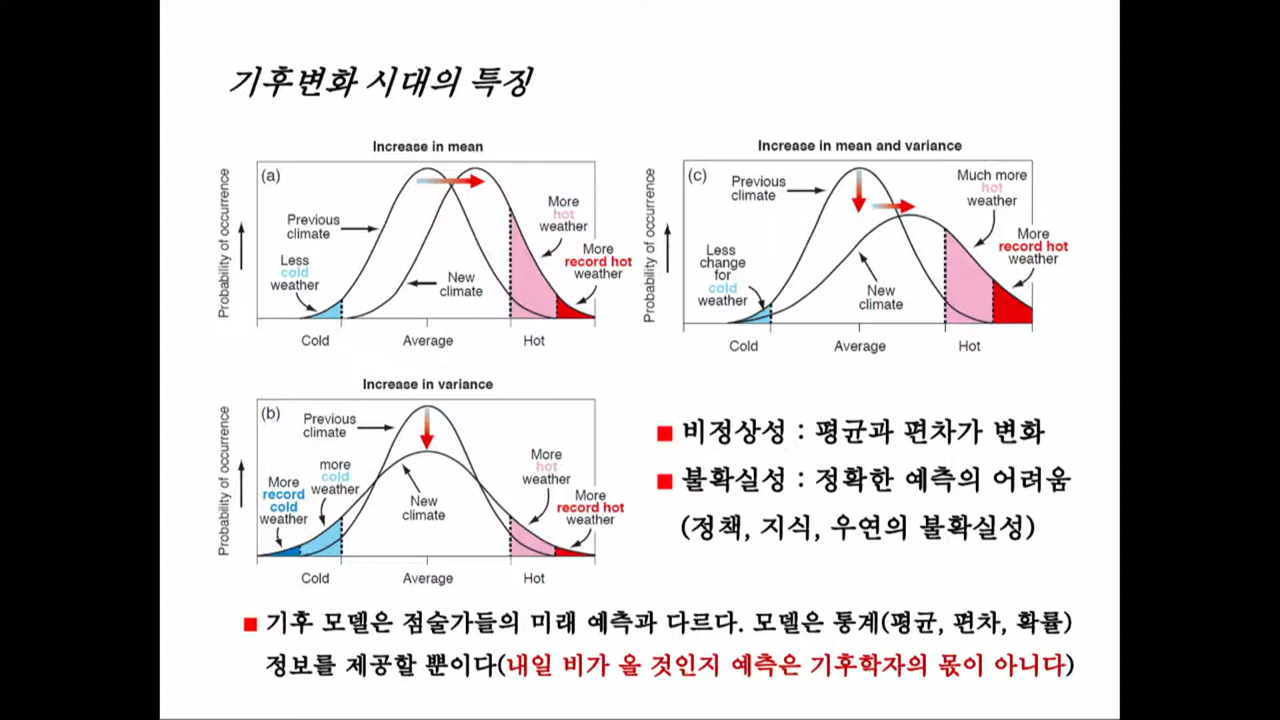 기후변화 시대의 특징
Increase in mean
(a)
Probability of occurrence
Previous
climate
Less
cold
weather
New
climate
More
hot
weather
More
record hot
weather
Cold
Average
Hot
Increase in mean and variance
(c)
Probability of occurrence
Previous
climate
Less
change
for
cold
weather
New
climate
Much more
hot
weather
More
record hot
weather
Cold
Average
Hot
Increase in variance
(b)
Probability of occurrence
Previous
climate
more
cold
weather
More
record
cold
weather
New
climate
More
hot
weather
More
record hot
weather
Cold
Average
Hot
비정상성 : 평균과 편차가 변화
불확실성 : 정확한 예측의 어려움
(정책, 지식, 우연의 불확실성)
기후 모델은 점술가들의 미래 예측과 다르다. 모델은 통계(평균, 편차, 확률)
정보를 제공할 뿐이다(내일 비가 올 것인지 예측은 기후학자의 몫이 아니다)